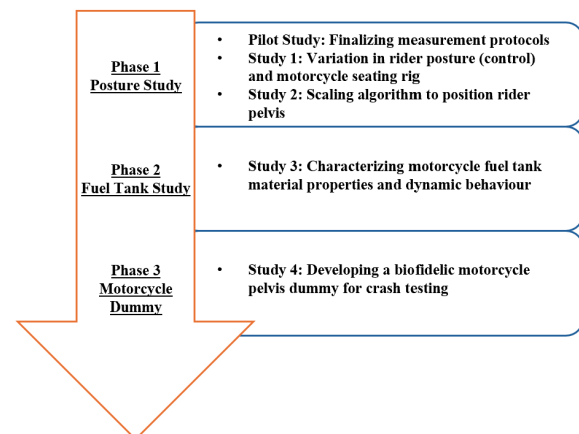 Phase 1
Posture Study
• Pilot Study: Finalizing measurement protocols
• Study 1: Variation in rider posture (control)
and motorcycle seating rig
• Study 2: Scaling algorithm to position rider
pelvis
Phase 2
Fuel Tank Study
• Study 3: Characterizing motorcycle fuel tank
material properties and dynamic behaviour
Phase 3
Motorcycle
Dummy
• Study 4: Developing a biofidelic motorcycle
pelvis dummy for crash testing